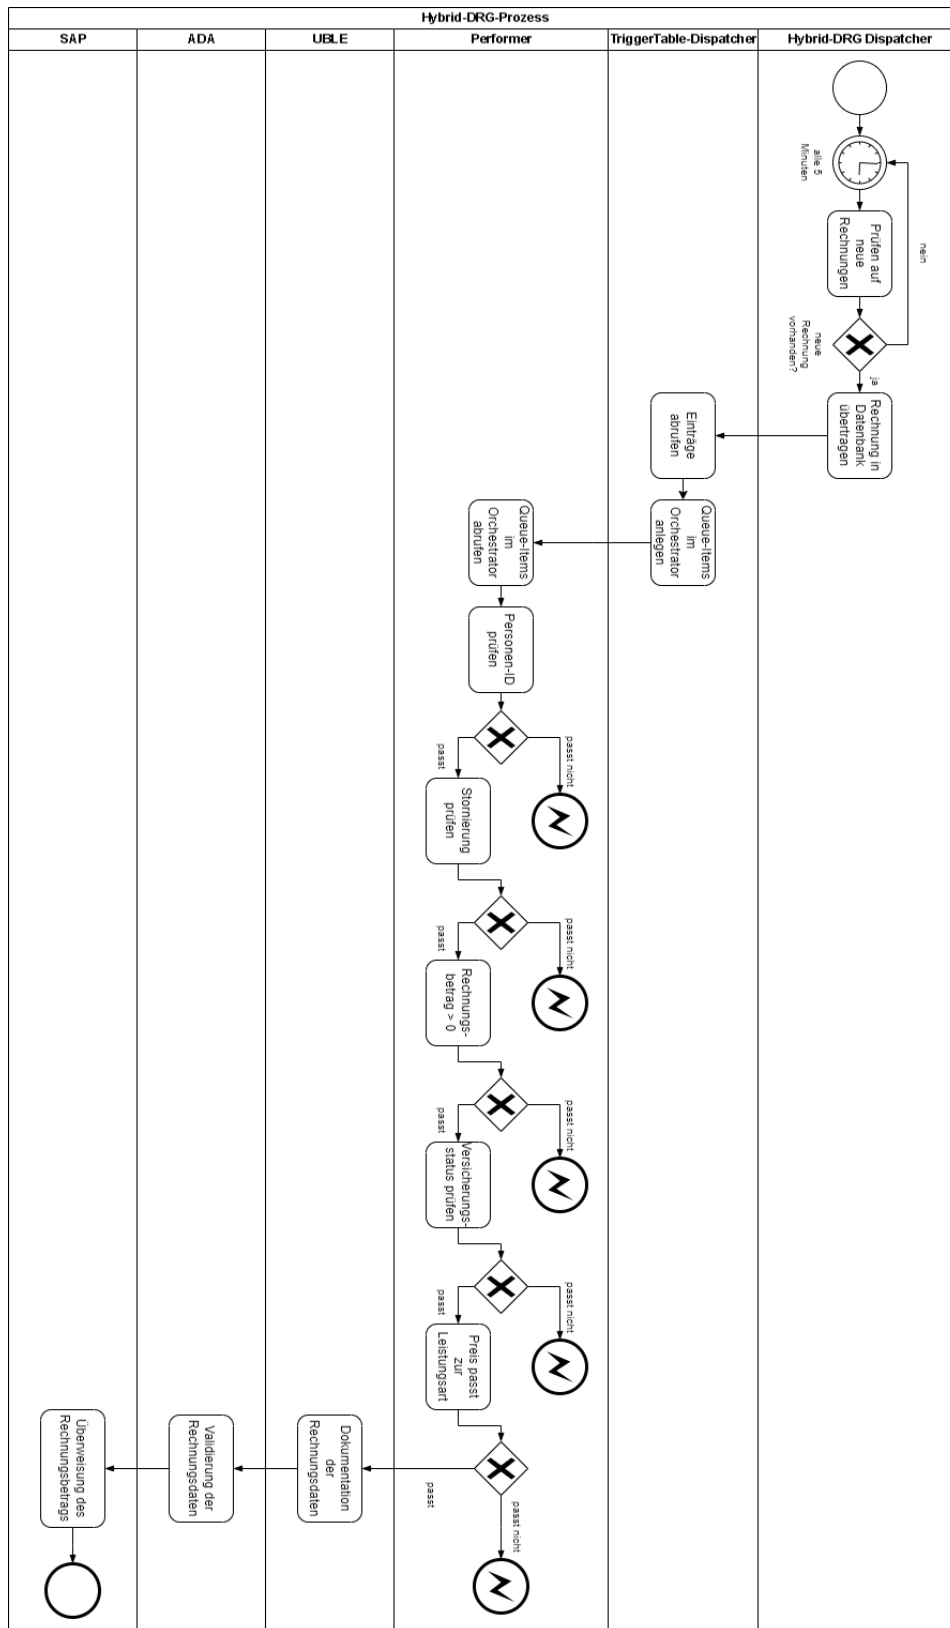 Hybrid-DRG-Prozess
SAP
ADA
UBLE
Performer
TriggerTable-Dispatcher
Hybrid-DRG Dispatcher
alle 5
Minuten
Prüfen auf
neue
Rechnungen
nein
neue
Rechnung
vorhanden?
ja
Rechnung in
Datenbank
übertragen
Einträge
abrufen
Queue-Items
im
Orchestrator
anlegen
Queue-Items
im
Orchestrator
abrufen
Personen-ID
prüfen
passt nicht
passt
Stornierung
prüfen
passt nicht
passt
Rechnungs-
betrag > 0
passt nicht
passt
Versicherungs-
status prüfen
passt nicht
passt
Preis passt
zur
Leistungsart
passt nicht
passt
Dokumentation
der
Rechnungsdaten
Validierung der
Rechnungsdaten
Überweisung des
Rechnungsbetrags